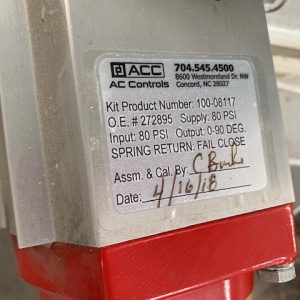 ACC 704.545.4500
AC Controls 8600 Westmoreland Dr. NW
Concord, NC 28027
Kit Product Number: 100-08117
O.E. # 272895 Supply: 80 PSI
Input: 80 PSI Output: 0-90 DEG.
SPRING RETURN: FAIL CLOSE
Assm. & Cal. By:
Date: 4/16/18